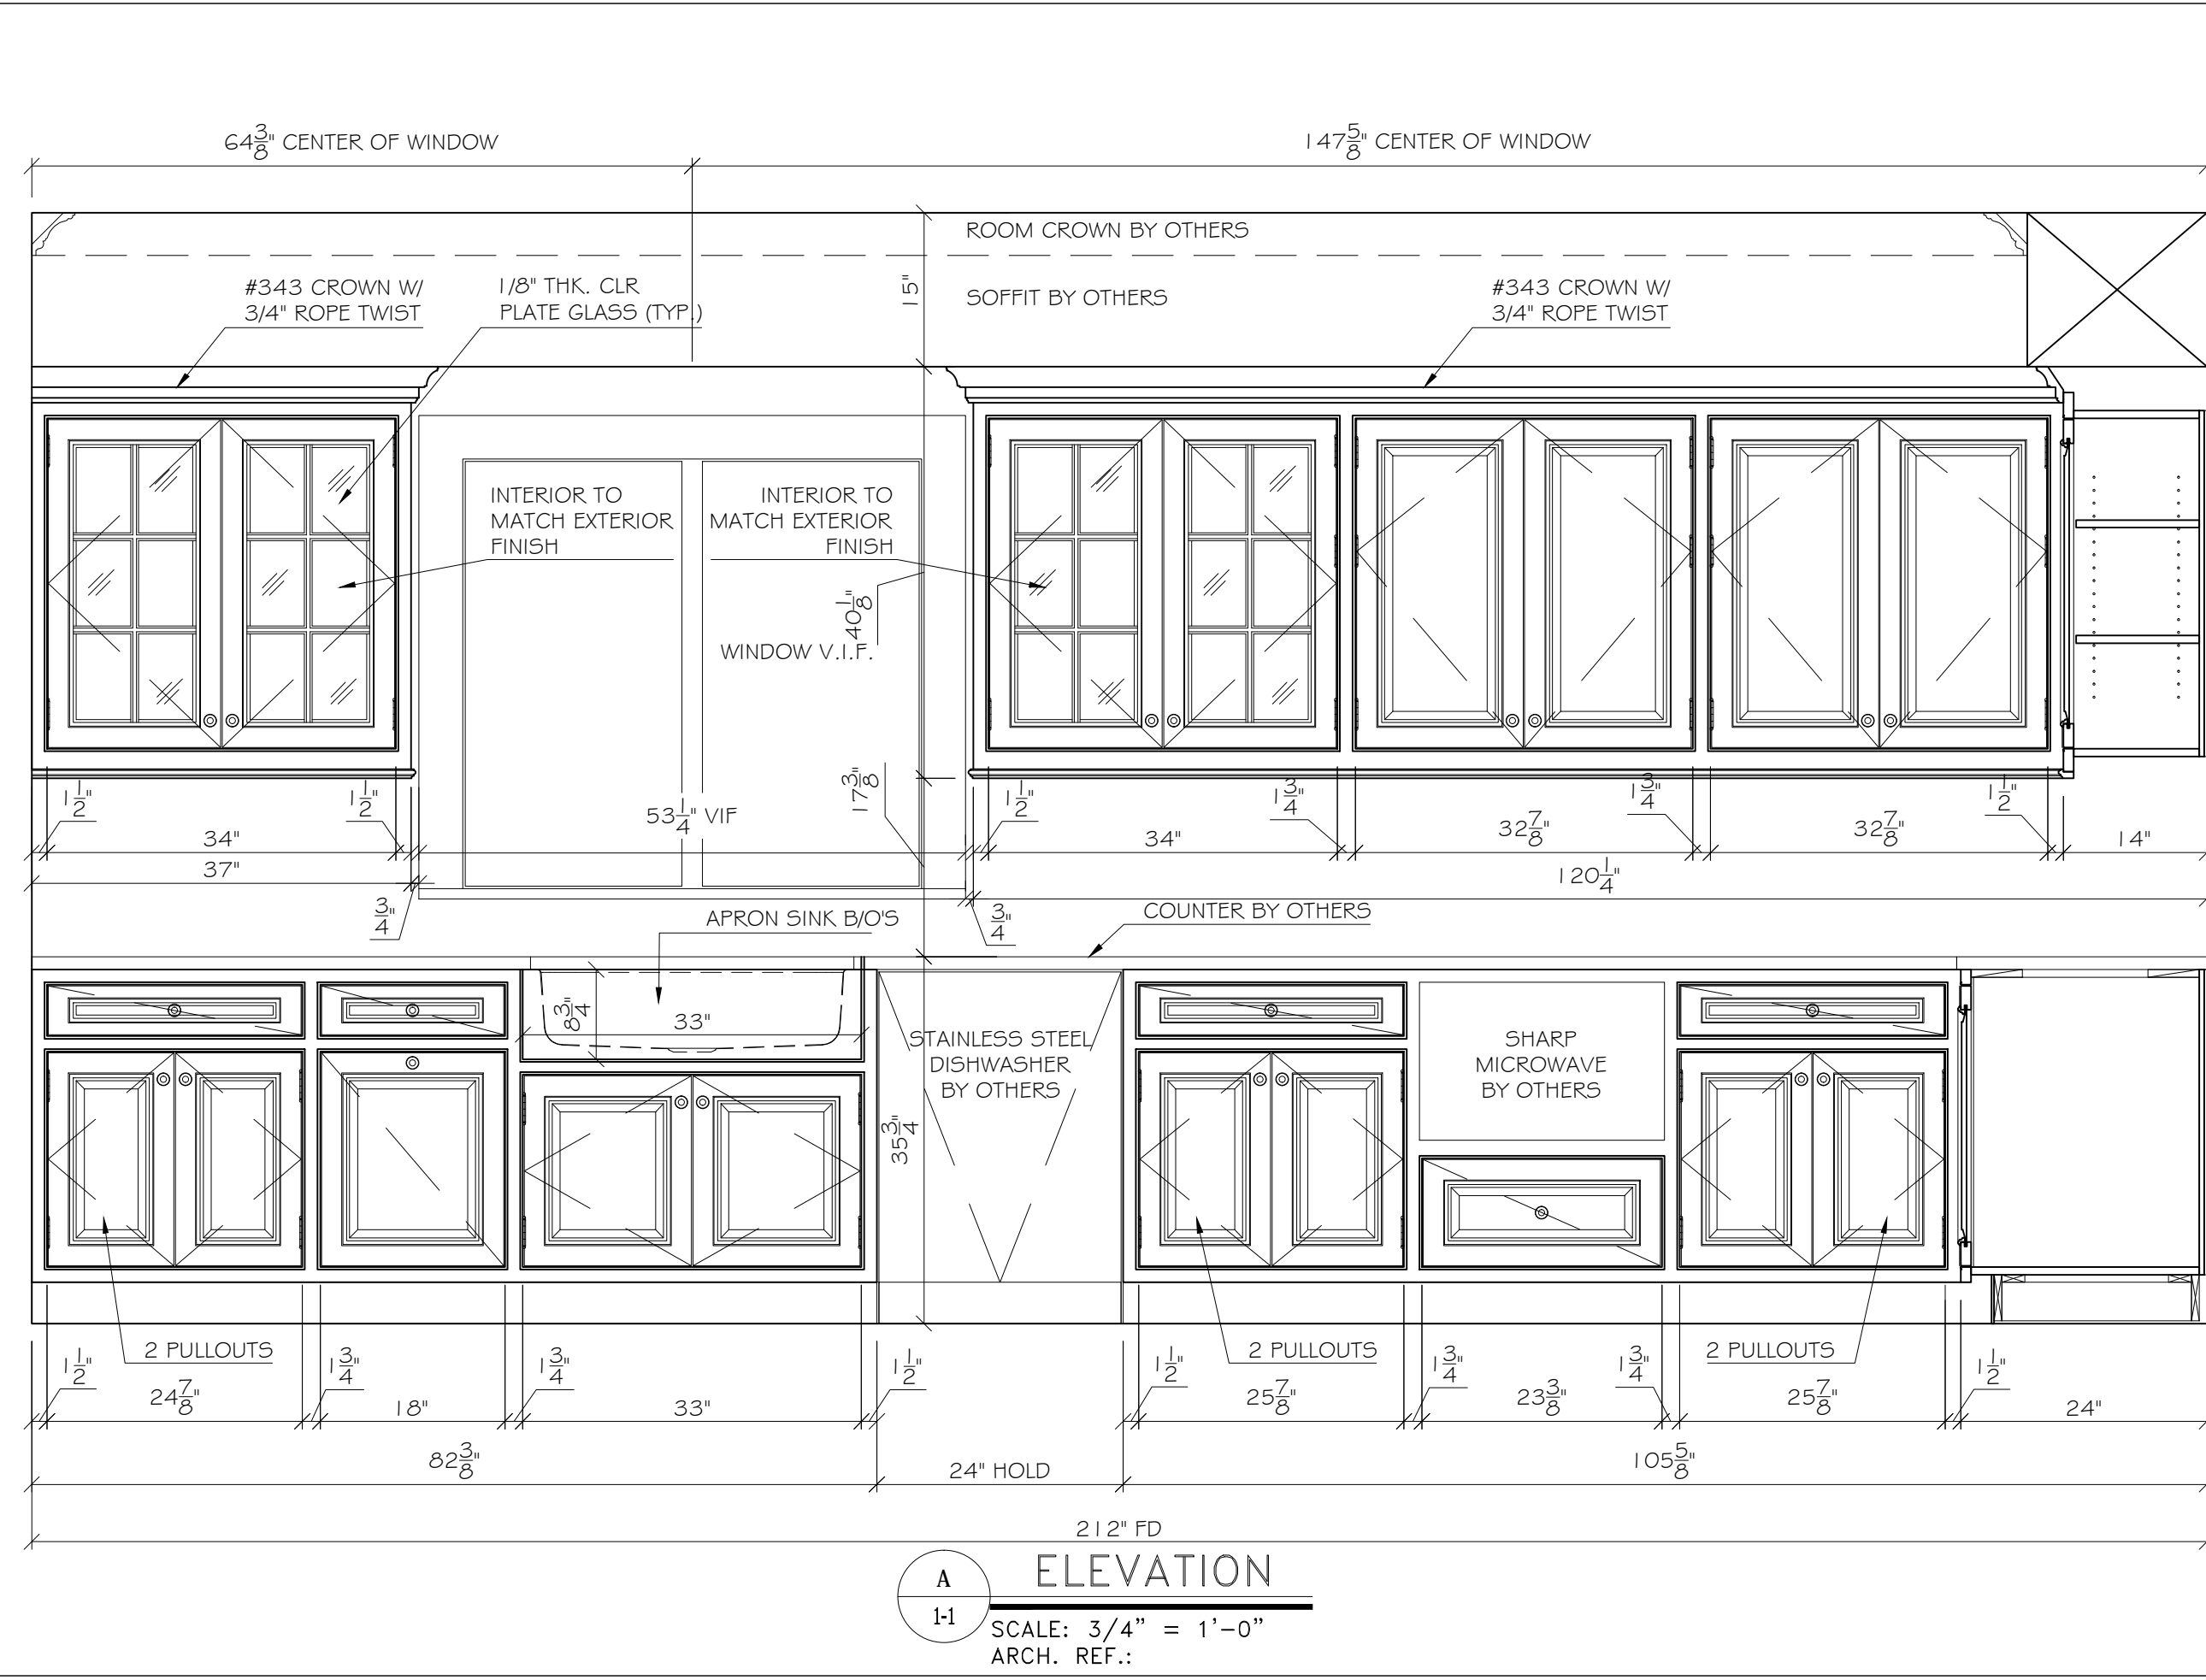 64 3/8" CENTER OF WINDOW
147 5/8" CENTER OF WINDOW
ROOM CROWN BY OTHERS
15"
SOFFIT BY OTHERS
#343 CROWN W/
3/4" ROPE TWIST
1/8" THK. CLR
PLATE GLASS (TYP.)
#343 CROWN W/
3/4" ROPE TWIST
INTERIOR TO
MATCH EXTERIOR
FINISH
INTERIOR TO
MATCH EXTERIOR
FINISH
40 1/8"
WINDOW V.I.F.
17 3/8"
1 1/2"
1 1/2"
53 1/4" VIF
1 1/2"
1 3/4"
1 3/4"
1 1/2"
34"
34"
32 7/8"
32 7/8"
14"
37"
120 1/4"
3/4"
3/4"
APRON SINK B/O'S
COUNTER BY OTHERS
8 3/4"
33"
STAINLESS STEEL
DISHWASHER
BY OTHERS
SHARP
MICROWAVE
BY OTHERS
35 3/4"
2 PULLOUTS
2 PULLOUTS
2 PULLOUTS
1 1/2"
1 3/4"
1 3/4"
1 1/2"
1 1/2"
1 3/4"
1 3/4"
1 1/2"
24 7/8"
18"
33"
25 7/8"
23 3/8"
25 7/8"
24"
82 3/8"
24" HOLD
105 5/8"
212" FD
A
1-1
ELEVATION
SCALE: 3/4" = 1'-0"
ARCH. REF.: